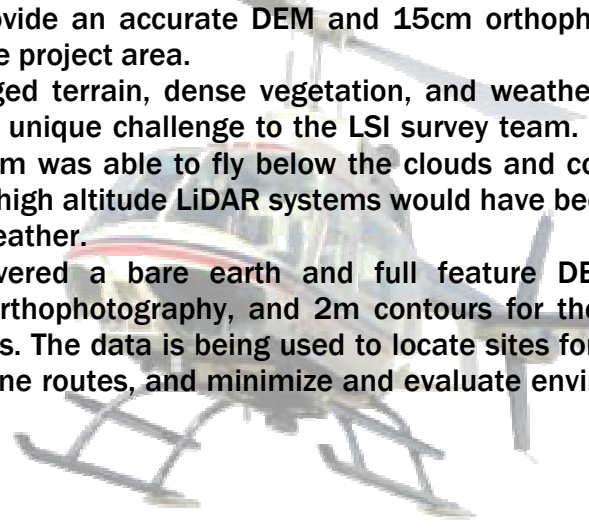 ovide an accurate DEM and 15cm orthoph
e project area.
ged terrain, dense vegetation, and weathe
unique challenge to the LSI survey team.
m was able to fly below the clouds and co
high altitude LiDAR systems would have bee
eather.
vered a bare earth and full feature DE
rthophotography, and 2m contours for the
s. The data is being used to locate sites for
ne routes, and minimize and evaluate envi